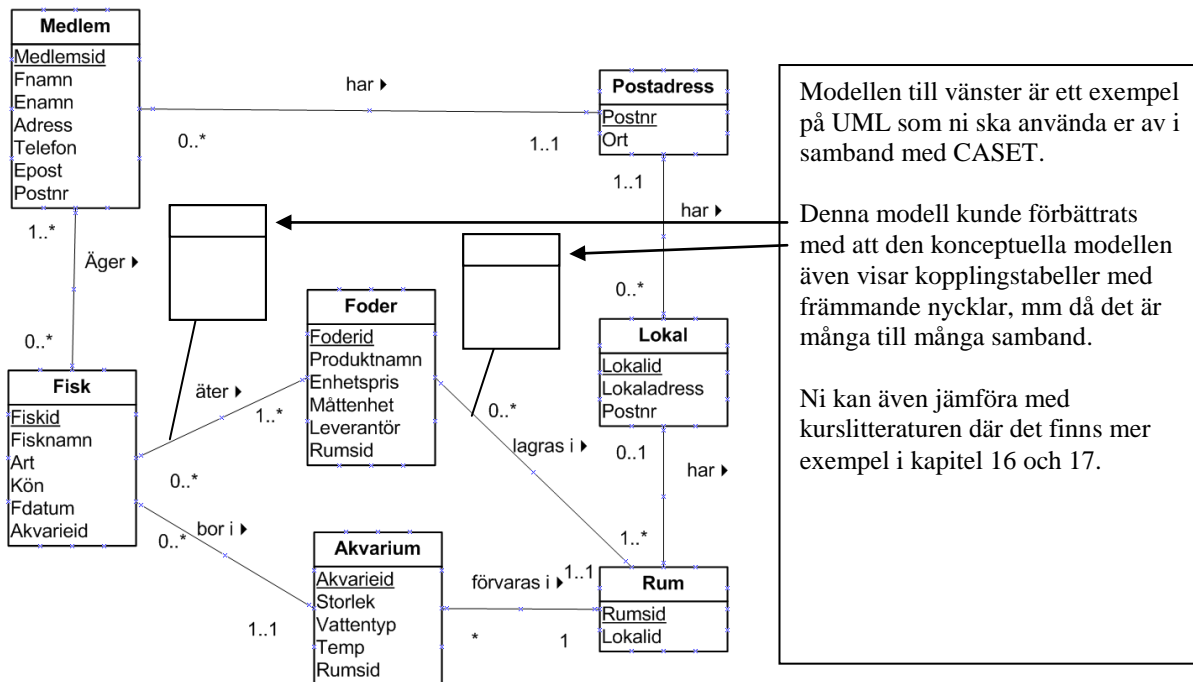 Medlem
Medlemsid
Fnamn
Enamn
Adress
Telefon
Epost
Postnr
har
0..*
1..1
Postadress
Postnr
Ort
1..1
har
0..*
1..*
Äger
0..*
Fisk
Fiskid
Fisknamn
Art
Kön
Fdatum
Akvarieid
äter
1..*
0..*
Foder
Foderid
Produktnamn
Enhetspris
Måttenhet
Leverantör
Rumsid
0..*
lagras i
1..*
Lokal
Lokalid
Lokaladress
Postnr
0..1
har
1..1
bor i
0..*
1..1
Akvarium
Akvarieid
Storlek
Vattentyp
Temp
Rumsid
förvaras i
*
1
Rum
Rumsid
Lokalid
Modellen till vänster är ett exempel
på UML som ni ska använda er av i
samband med CASET.
Denna modell kunde förbättrats
med att den konceptuella modellen
även visar kopplingstabeller med
främmande nycklar, mm då det är
många till många samband.
Ni kan även jämföra med
kurslitteraturen där det finns mer
exempel i kapitel 16 och 17.